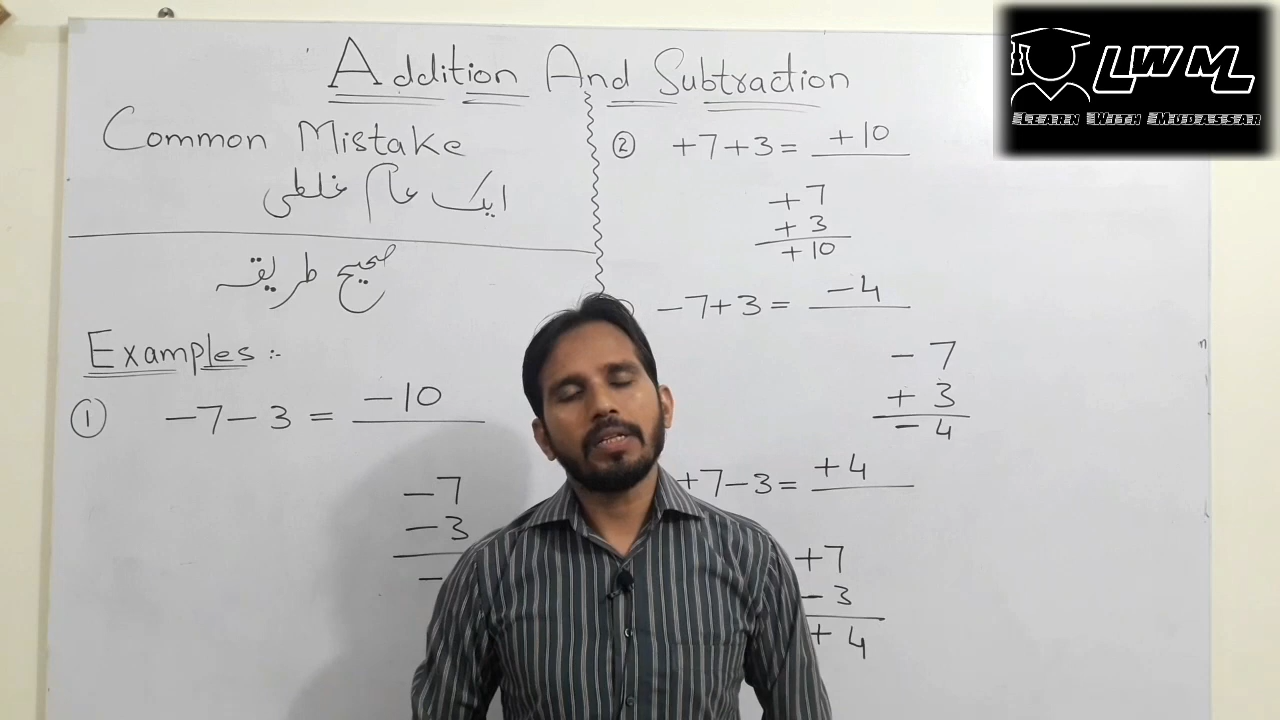 Addition And Subtraction
Common Mistake
ایک عام غلطی
صحیح طریقہ
Examples :-
① -7-3 = -10
-7
-3
-
② +7+3= +10
+7
+3
+10
-7+3= -4
-7
+3
-4
+7-3= +4
+7
-3
+4
LWM
LEARN WITH MUDASSAR